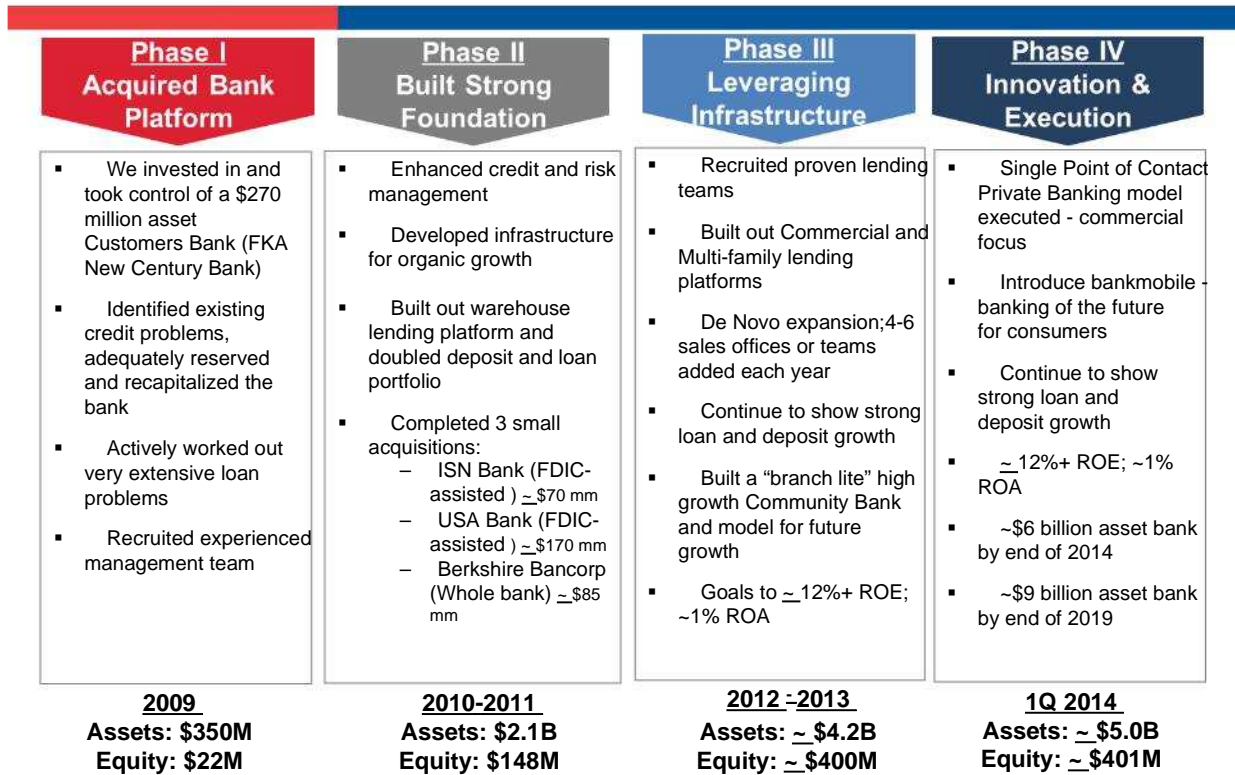 Phase I
Acquired Bank
Platform
▪ We invested in and
took control of a $270
million asset
Customers Bank (FKA
New Century Bank)
▪ Identified existing
credit problems,
adequately reserved
and recapitalized the
bank
▪ Actively worked out
very extensive loan
problems
▪ Recruited experienced
management team
2009
Assets: $350M
Equity: $22M
Phase II
Built Strong
Foundation
▪ Enhanced credit and risk
management
▪ Developed infrastructure
for organic growth
▪ Built out warehouse
lending platform and
doubled deposit and loan
portfolio
▪ Completed 3 small
acquisitions:
– ISN Bank (FDIC-
assisted ) ~ $70 mm
– USA Bank (FDIC-
assisted ) ~ $170 mm
– Berkshire Bancorp
(Whole bank) ~ $85
mm
2010-2011
Assets: $2.1B
Equity: $148M
Phase III
Leveraging
Infrastructure
▪ Recruited proven lending
teams
▪ Built out Commercial and
Multi-family lending
platforms
▪ De Novo expansion;4-6
sales offices or teams
added each year
▪ Continue to show strong
loan and deposit growth
▪ Built a “branch lite” high
growth Community Bank
and model for future
growth
▪ Goals to ~ 12%+ ROE;
~1% ROA
2012 –2013
Assets: ~ $4.2B
Equity: ~ $400M
Phase IV
Innovation &
Execution
▪ Single Point of Contact
Private Banking model
executed - commercial
focus
▪ Introduce bankmobile -
banking of the future
for consumers
▪ Continue to show
strong loan and
deposit growth
▪ ~ 12%+ ROE; ~1%
ROA
▪ ~$6 billion asset bank
by end of 2014
▪ ~$9 billion asset bank
by end of 2019
1Q 2014
Assets: ~ $5.0B
Equity: ~ $401M